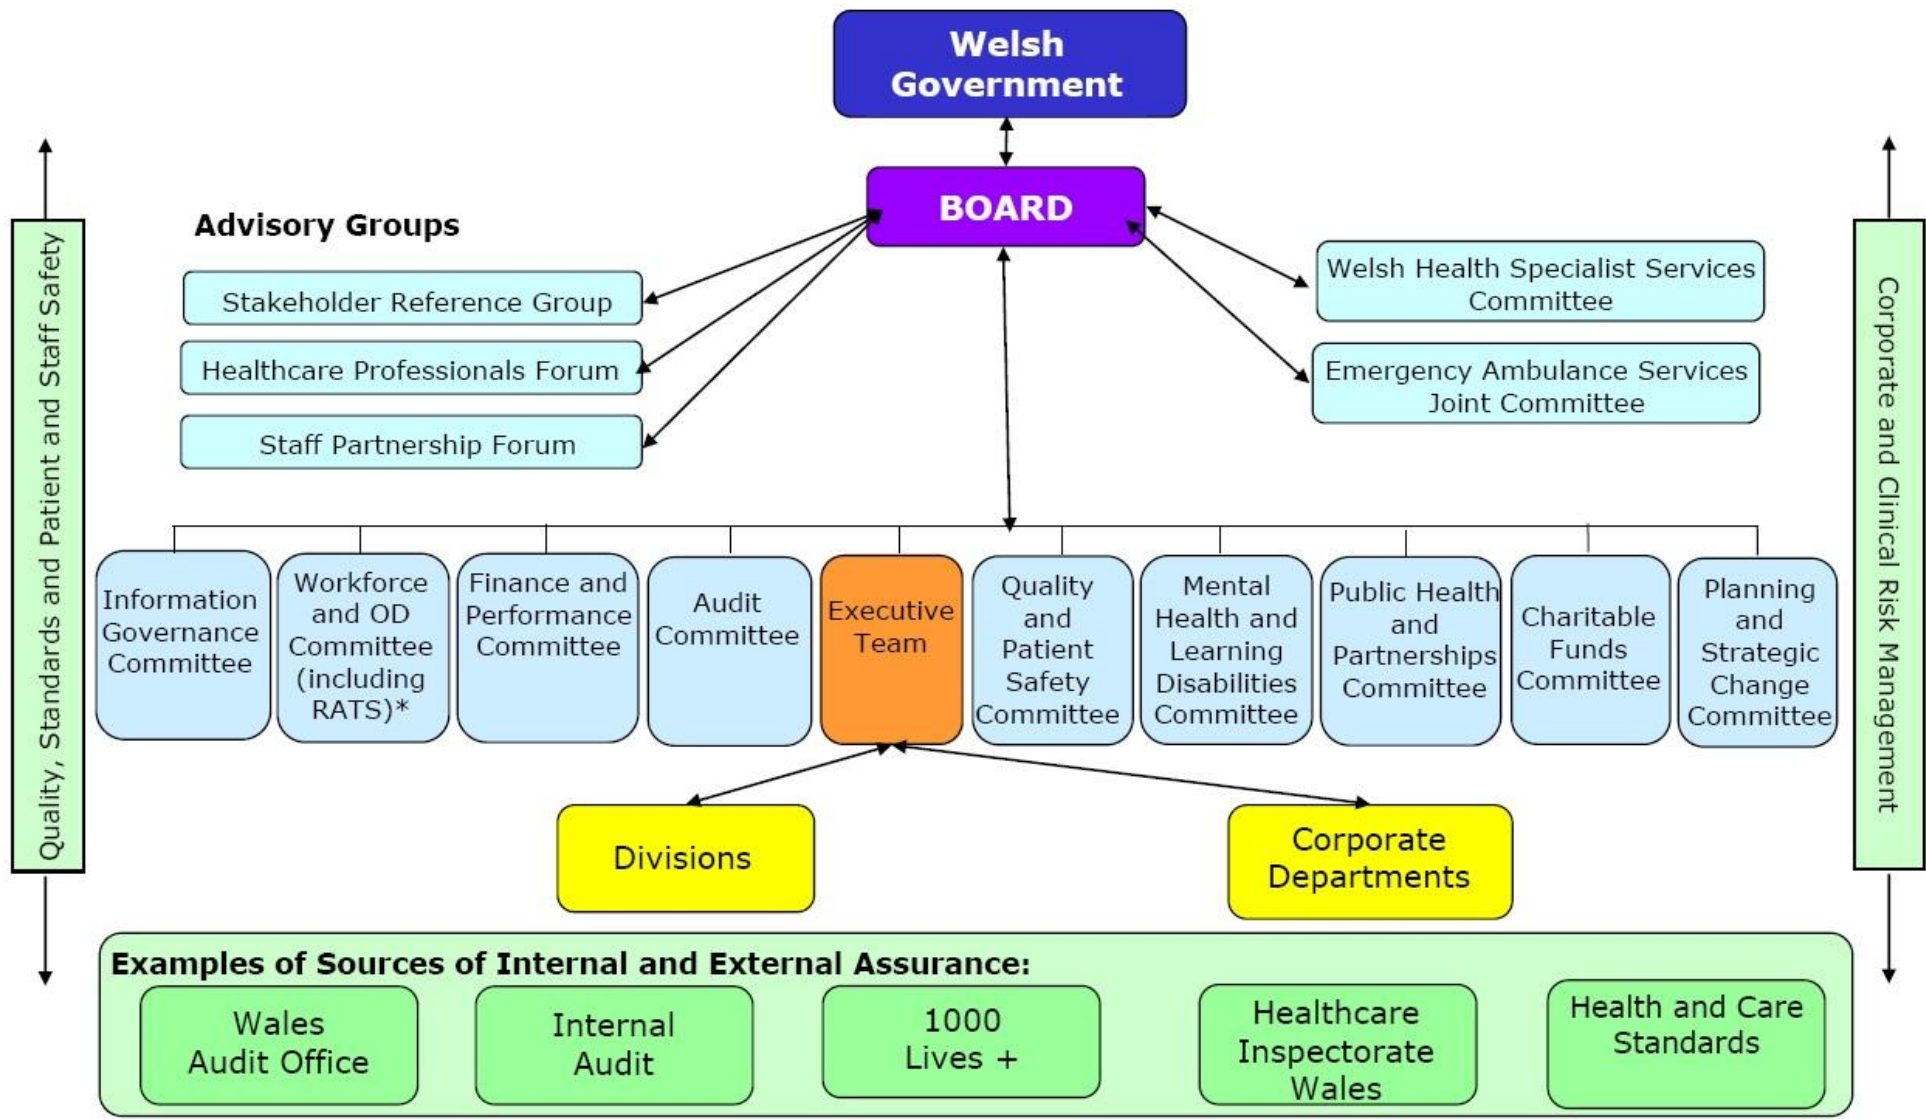 Welsh
Government
BOARD
Advisory Groups
Stakeholder Reference Group
Healthcare Professionals Forum
Staff Partnership Forum
Welsh Health Specialist Services
Committee
Emergency Ambulance Services
Joint Committee
Quality, Standards and Patient and Staff Safety
Corporate and Clinical Risk Management
Information
Governance
Committee
Workforce
and OD
Committee
(including
RATS)*
Finance and
Performance
Committee
Audit
Committee
Executive
Team
Quality
and
Patient
Safety
Committee
Mental
Health and
Learning
Disabilities
Committee
Public Health
and
Partnerships
Committee
Charitable
Funds
Committee
Planning
and
Strategic
Change
Committee
Divisions
Corporate
Departments
Examples of Sources of Internal and External Assurance:
Wales
Audit Office
Internal
Audit
1000
Lives +
Healthcare
Inspectorate
Wales
Health and Care
Standards